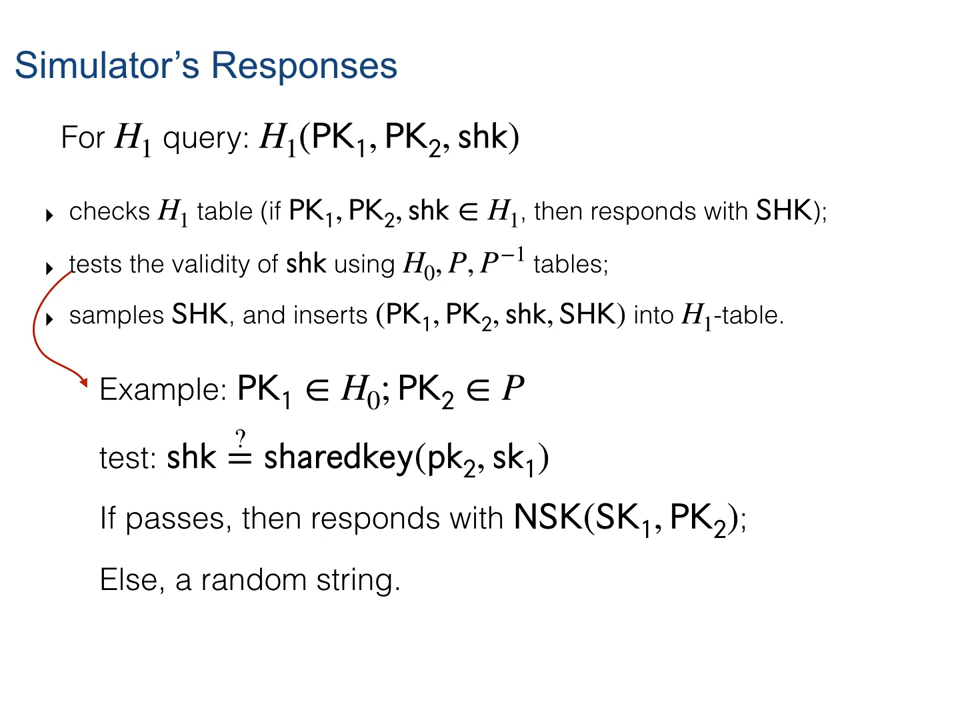 Simulator’s Responses
For H₁ query: H₁(PK₁, PK₂, shk)
‣ checks H₁ table (if PK₁, PK₂, shk ∈ H₁, then responds with SHK);
‣ tests the validity of shk using H₀, P, P⁻¹ tables;
‣ samples SHK, and inserts (PK₁, PK₂, shk, SHK) into H₁-table.
Example: PK₁ ∈ H₀; PK₂ ∈ P
test: shk ≟ sharedkey(pk₂, sk₁)
If passes, then responds with NSK(SK₁, PK₂);
Else, a random string.